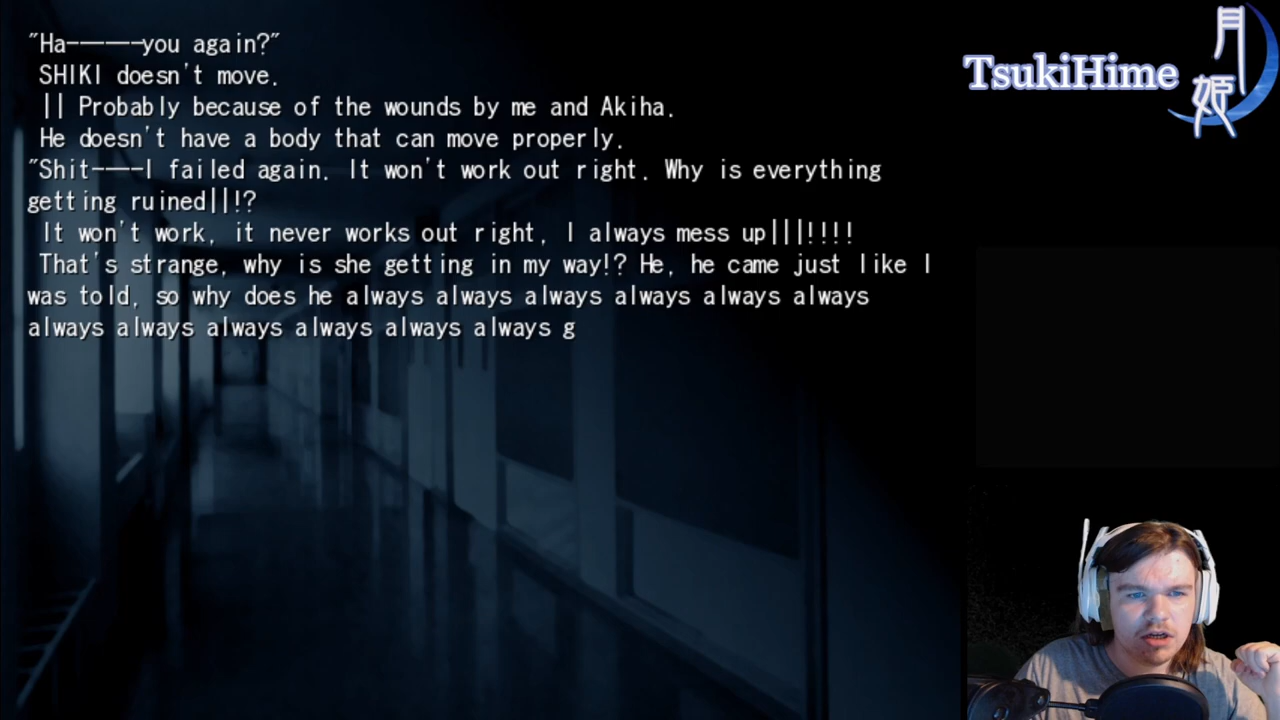 "Ha─────you again?"
SHIKI doesn't move.
|| Probably because of the wounds by me and Akiha.
He doesn't have a body that can move properly.
"Shit────I failed again. It won't work out right. Why is everything
getting ruined||!?
It won't work, it never works out right, I always mess up|||!!!!
That's strange, why is she getting in my way!? He, he came just like I
was told, so why does he always always always always always always
always always always always always always g
TsukiHime
月姫